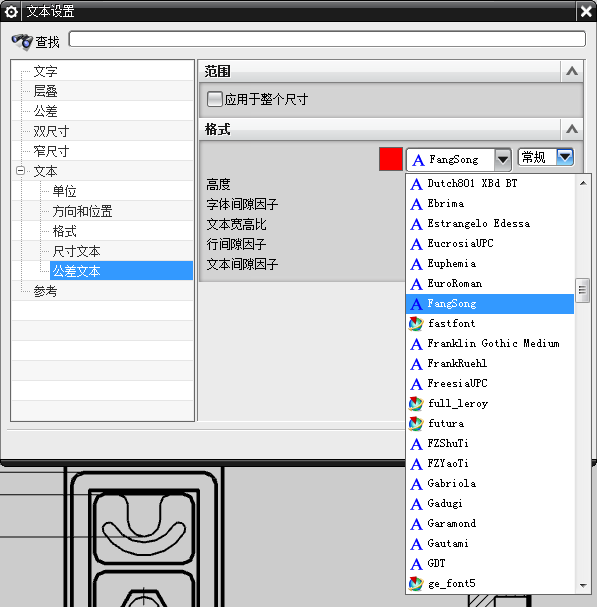 文本设置
查找
文字
层叠
公差
双尺寸
窄尺寸
文本
单位
方向和位置
格式
尺寸文本
公差文本
参考
范围
应用于整个尺寸
格式
FangSong
常规
高度
字体间隙因子
文本宽高比
行间隙因子
文本间隙因子
Dutch801 XBd BT
Ebrima
Estrangelo Edessa
EucrosiaUPC
Euphemia
EuroRoman
FangSong
fastfont
Franklin Gothic Medium
FrankRuehl
FreesiaUPC
full_leroy
futura
FZShuTi
FZYaoTi
Gabriola
Gadugi
Garamond
Gautami
GDT
ge_font5